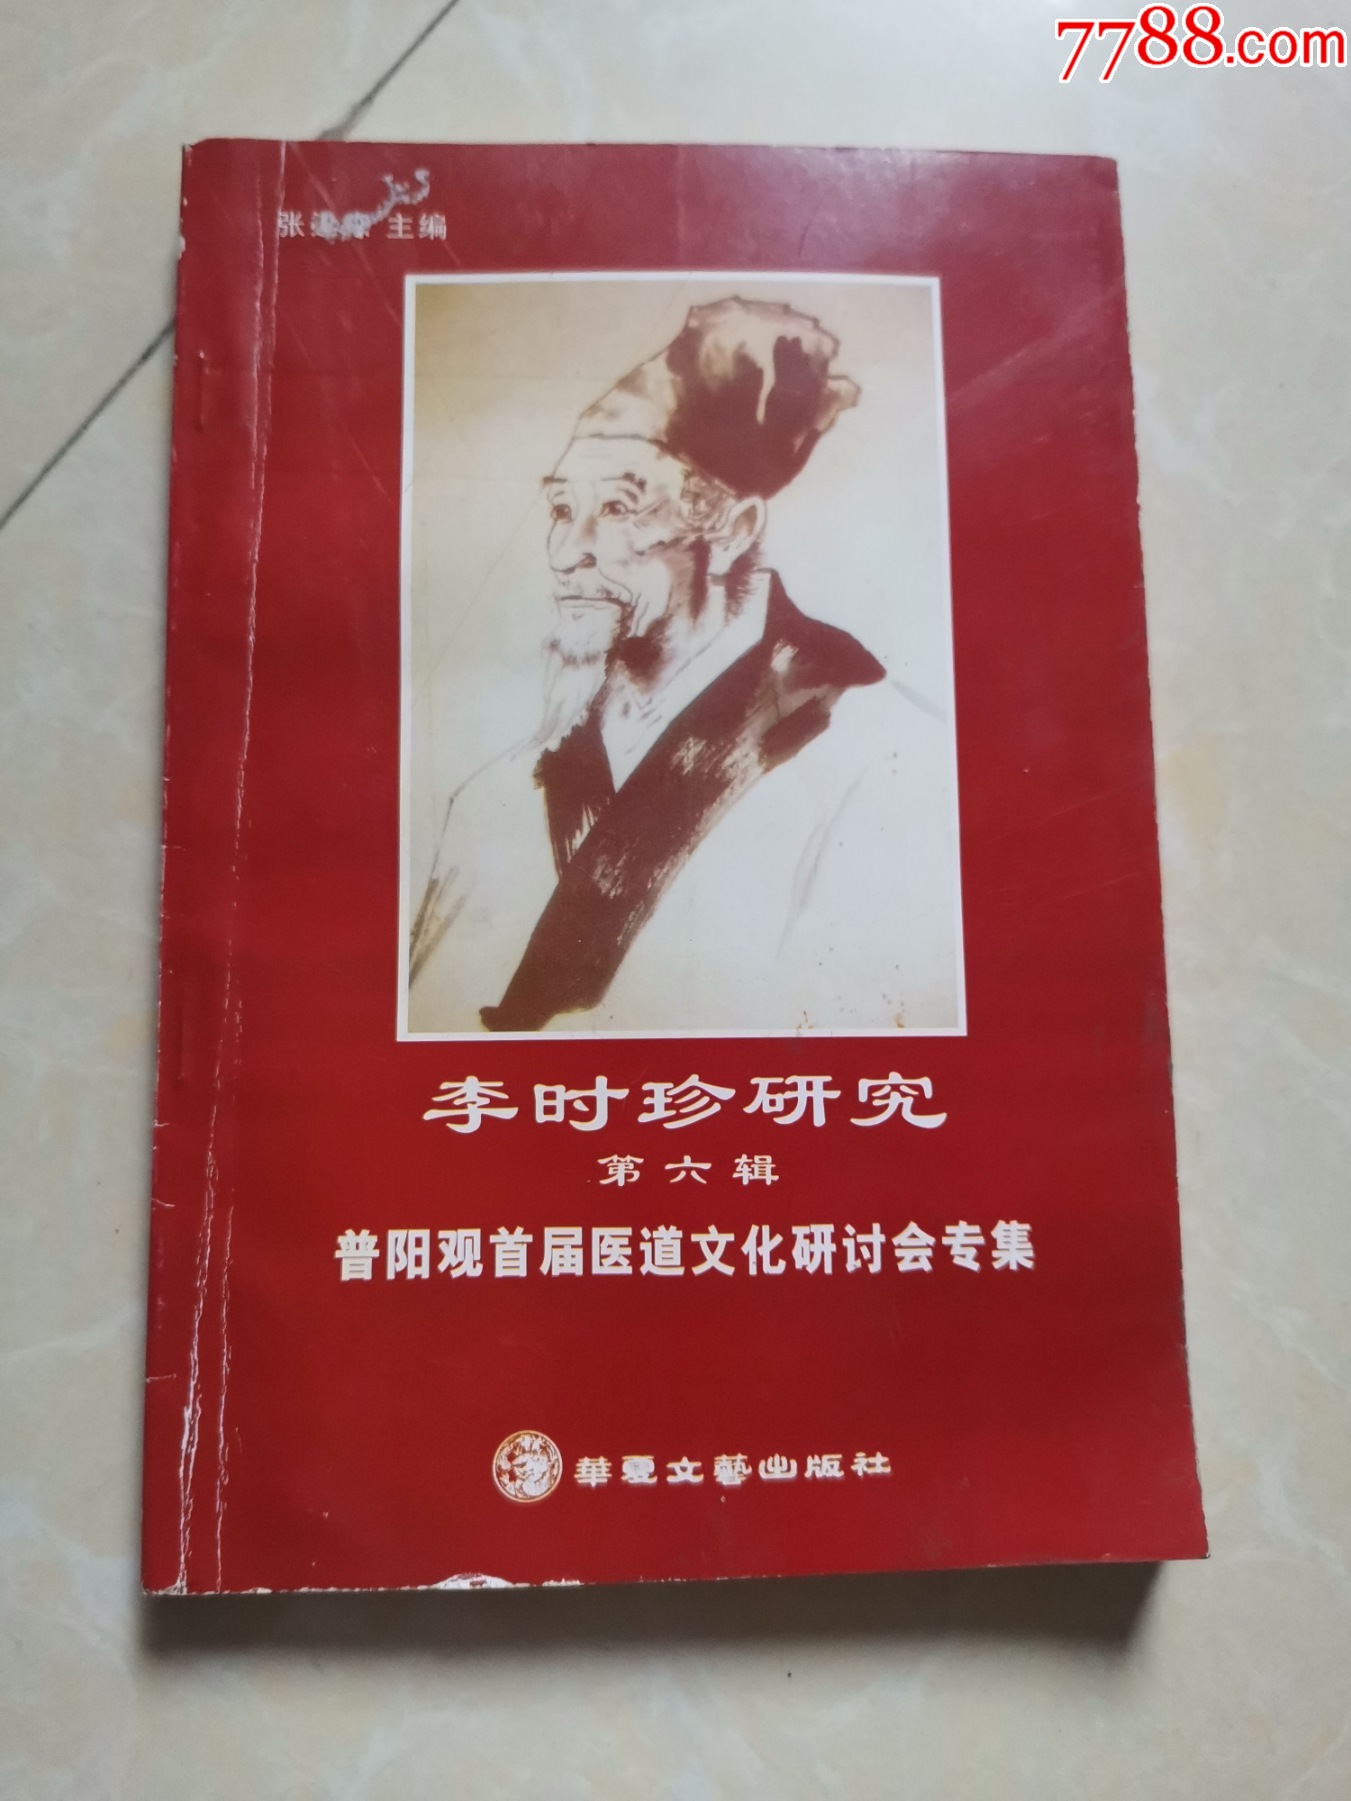 7788.com
张 主编
李时珍研究
第六辑
普阳观首届医道文化研讨会专集
華夏文藝出版社